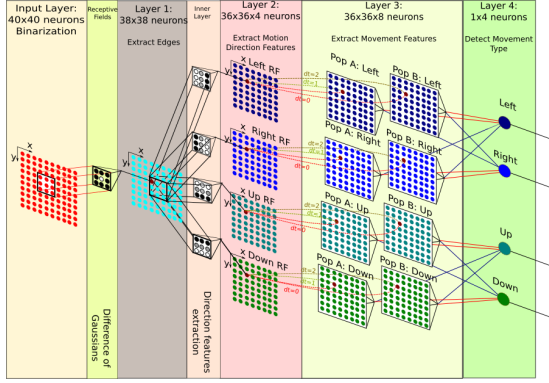 Input Layer:
40x40 neurons
Binarization
Receptive
Fields
Layer 1:
38x38 neurons
Extract Edges
Inner
Layer
Layer 2:
36x36x4 neurons
Extract Motion
Direction Features
Layer 3:
36x36x8 neurons
Extract Movement Features
Layer 4:
1x4 neurons
Detect Movement
Type
x
y
x
y
Difference of
Gaussians
Direction features
extraction
x Left RF
y
dt=2
dt=1
dt=0
Pop A: Left
Pop B: Left
Left
x Right RF
y
dt=2
dt=1
dt=0
Pop A: Right
Pop B: Right
Right
x Up RF
y
dt=2
dt=1
dt=0
Pop A: Up
Pop B: Up
Up
x Down RF
y
dt=2
dt=1
dt=0
Pop A: Down
Pop B: Down
Down